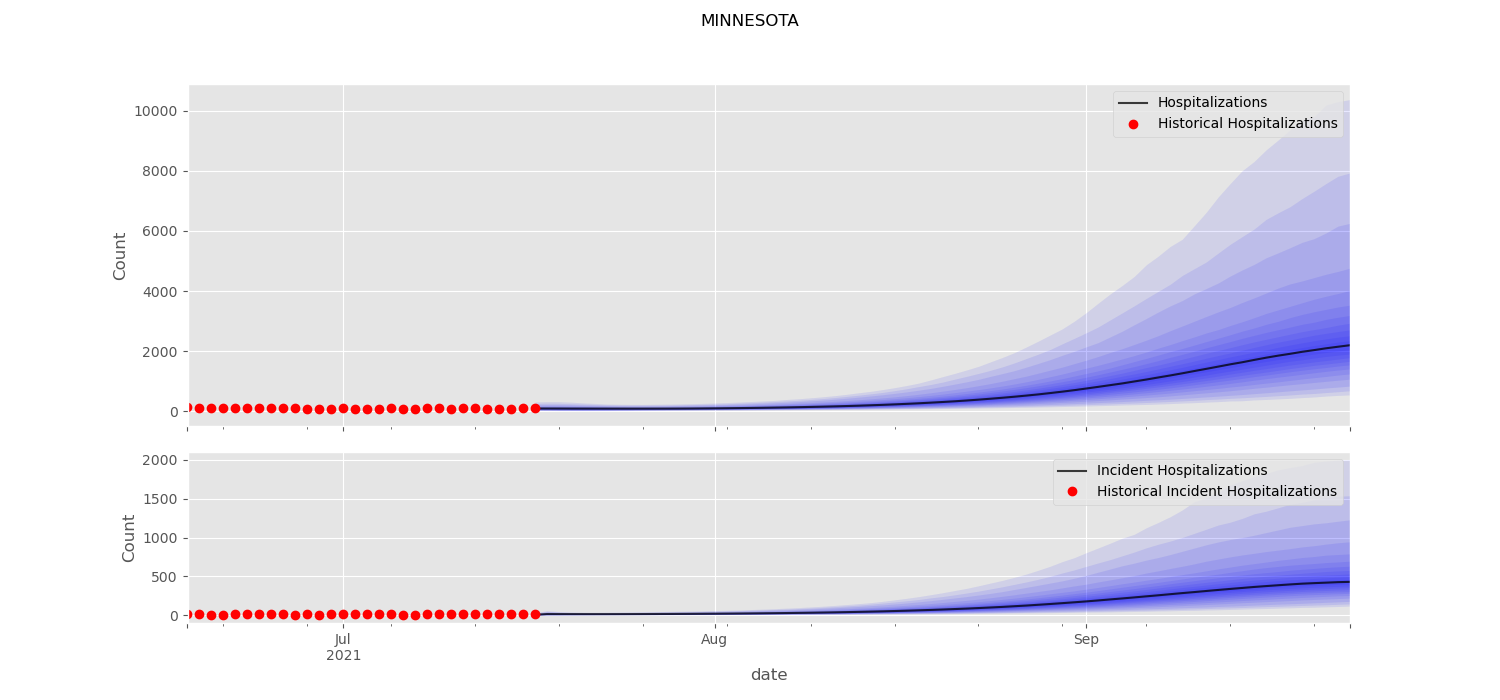 MINNESOTA
10000
8000
6000
4000
2000
0
Count
Hospitalizations
Historical Hospitalizations
2000
1500
1000
500
0
Count
Incident Hospitalizations
Historical Incident Hospitalizations
Jul
2021
Aug
Sep
date